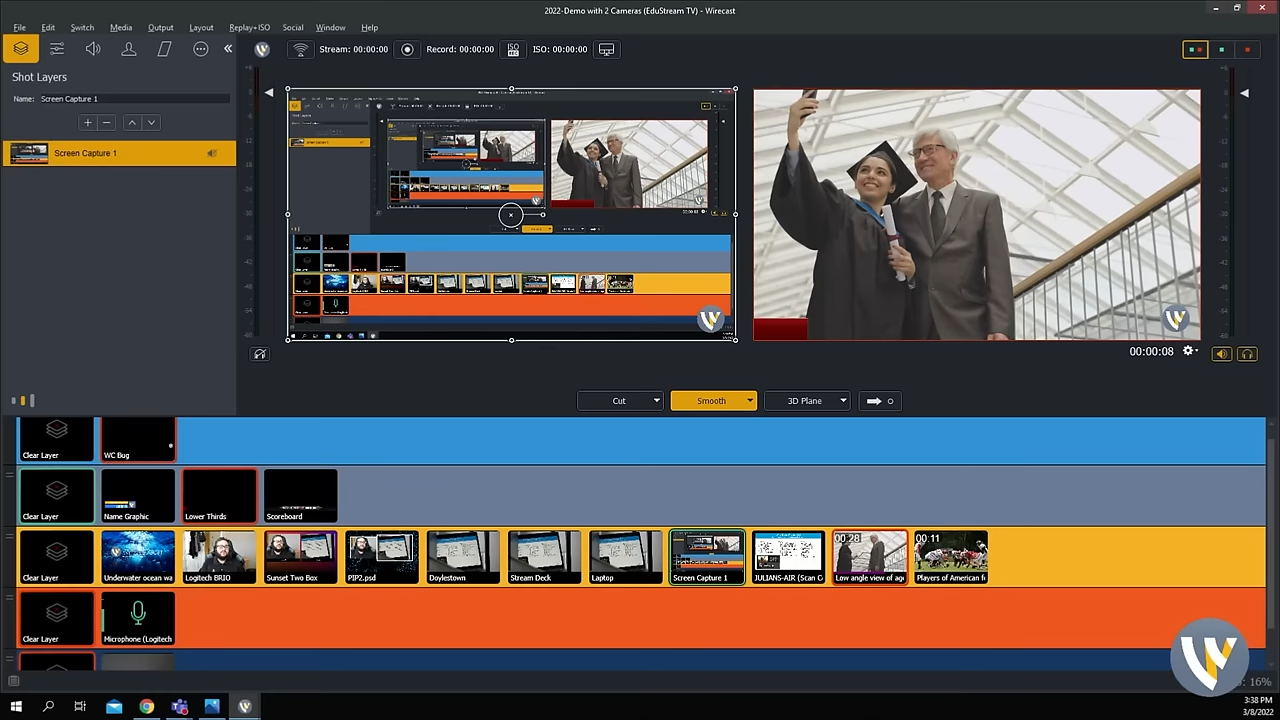 2022-Demo with 2 Cameras (EduStream TV) - Wirecast
File Edit Switch Media Output Layout Replay+ISO Social Window Help
Stream: 00:00:00 Record: 00:00:00 ISO ISO: 00:00:00
Shot Layers
Name: Screen Capture 1
Screen Capture 1
00:00:08
Cut Smooth 3D Plane
Clear Layer WC Bug
Clear Layer Name Graphic Lower Thirds Scoreboard
00:28 00:11
Clear Layer Underwater ocean wa Logitech BRIO Sunset Two Box PIP2.psd Doylestown Stream Deck Laptop Screen Capture 1 JULIANS-AIR (Scan C Low angle view of age Players of American f
Clear Layer Microphone (Logitech
: 16%
3:38 PM
3/8/2022